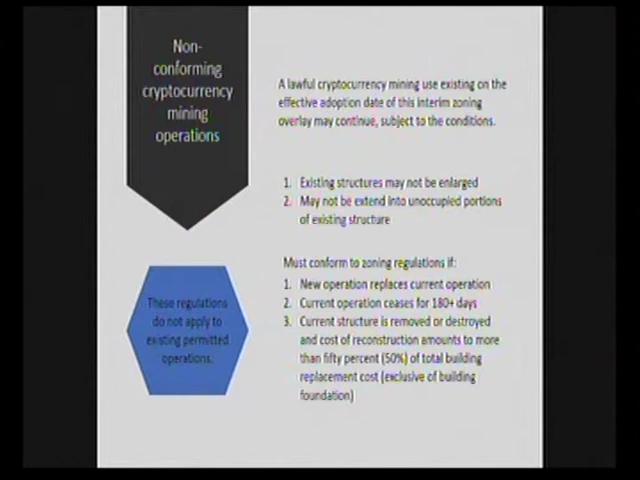 Non-
conforming
cryptocurrency
mining
operations
A lawful cryptocurrency mining use existing on the
effective adoption date of this interim zoning
overlay may continue, subject to the conditions.
1. Existing structures may not be enlarged
2. May not be extend into unoccupied portions
of existing structure
These regulations
do not apply to
existing permitted
operations.
Must conform to zoning regulations if:
1. New operation replaces current operation
2. Current operation ceases for 180+ days
3. Current structure is removed or destroyed
and cost of reconstruction amounts to more
than fifty percent (50%) of total building
replacement cost (exclusive of building
foundation)